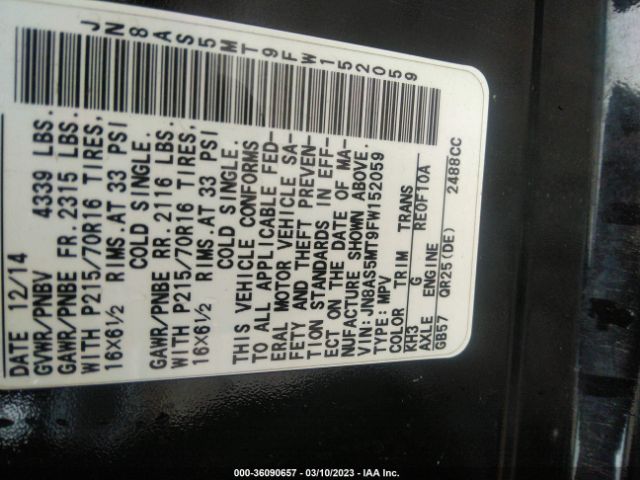 JN8AS5MT9FW152059
DATE 12/14
GVWR/PNBV 4339 LBS.
GAWR/PNBE FR.2315 LBS.
WITH P215/70R16 TIRES,
16X6½ RIMS.AT 33 PSI
COLD SINGLE.
GAWR/PNBE RR.2116 LBS.
WITH P215/70R16 TIRES,
16X6½ RIMS.AT 33 PSI
COLD SINGLE.
THIS VEHICLE CONFORMS
TO ALL APPLICABLE FED-
ERAL MOTOR VEHICLE SA-
FETY AND THEFT PREVEN-
TION STANDARDS IN EFF-
ECT ON THE DATE OF MA-
NUFACTURE SHOWN ABOVE.
VIN:JN8AS5MT9FW152059
TYPE:MPV
COLOR TRIM TRANS
KH3 G RE0F10A
AXLE ENGINE
GB57 QR25(DE) 2488CC
000-36090657 - 03/10/2023 - IAA Inc.